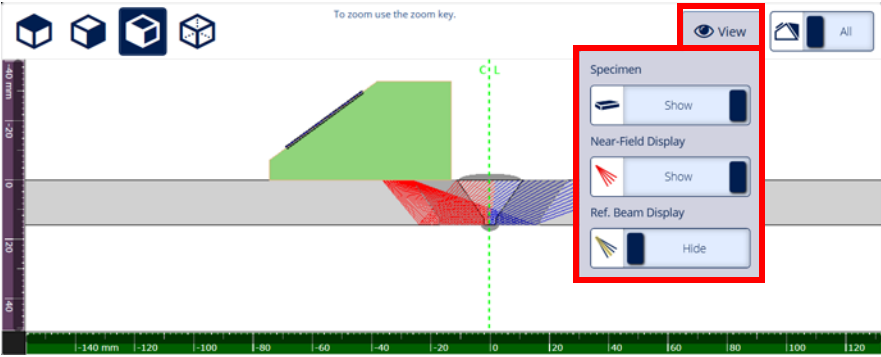 To zoom use the zoom key.
View
All
Specimen
Show
Near-Field Display
Show
Ref. Beam Display
Hide
C L
-40 mm
-20
0
20
40
-140 mm -120 -100 -80 -60 -40 -20 0 20 40 60 80 100 120